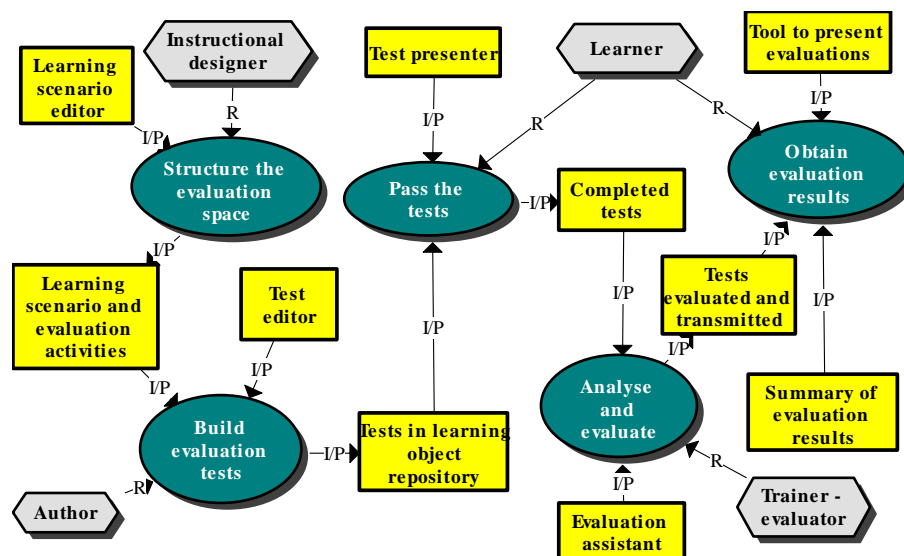 Instructional
designer
Learning
scenario
editor
Test presenter
Learner
Tool to present
evaluations
I/P
R
I/P
R
R
I/P
Structure the
evaluation
space
Pass the
tests
Obtain
evaluation
results
I/P
Completed
tests
I/P
I/P
Learning
scenario and
evaluation
activities
Test
editor
I/P
I/P
Tests
evaluated and
transmitted
I/P
I/P
I/P
I/P
Analyse
and
evaluate
Summary of
evaluation
results
Build
evaluation
tests
I/P
Tests in learning
object
repository
R
Author
R
I/P
Trainer -
evaluator
Evaluation
assistant